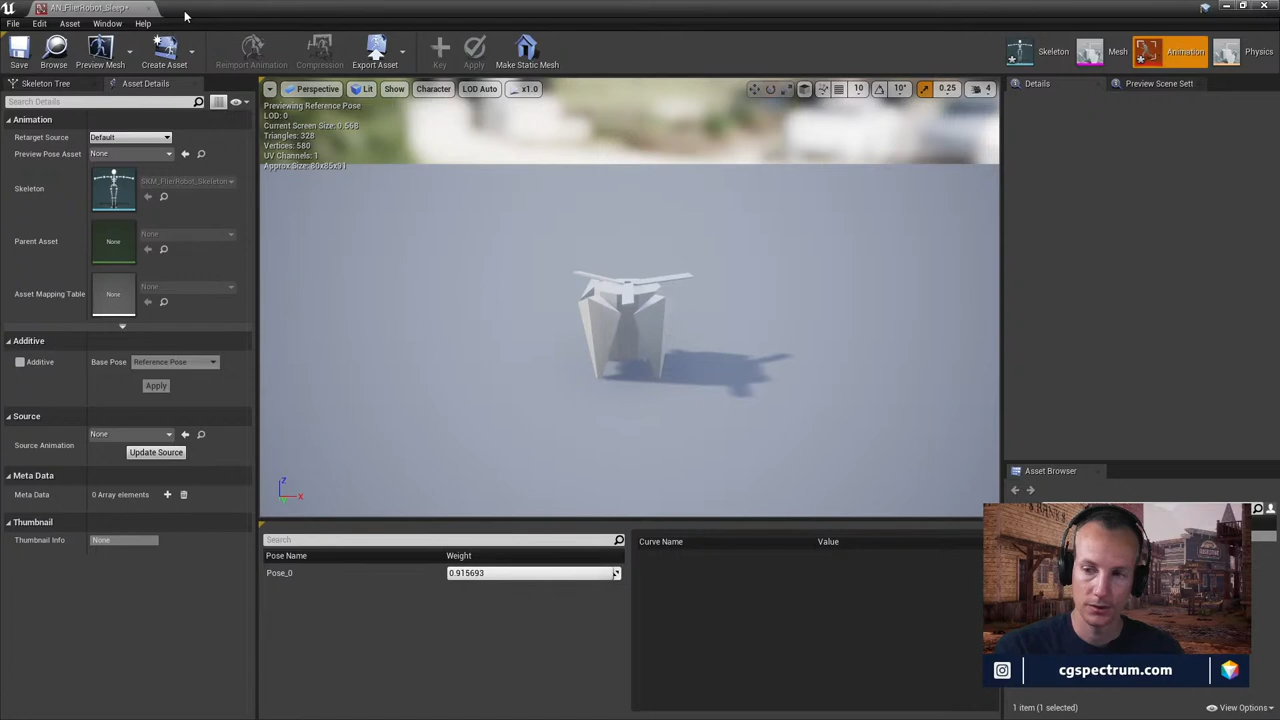 AN_FlierRobot_Sleep*
File Edit Asset Window Help
Save Browse Preview Mesh Create Asset Reimport Animation Compression Export Asset Key Apply Make Static Mesh Skeleton Mesh Animation Physics
Skeleton Tree Asset Details
Search Details
Animation
Retarget Source Default
Preview Pose Asset None
Skeleton SKM_FlierRobot_Skeleton
Parent Asset None None
Asset Mapping Table None None
Additive
Additive Base Pose Reference Pose
Apply
Source
Source Animation None
Update Source
Meta Data
Meta Data 0 Array elements
Thumbnail
Thumbnail Info None
Perspective Lit Show Character LOD Auto x1.0 10 10° 0.25 4
Previewing Reference Pose
LOD: 0
Current Screen Size: 0.568
Triangles: 328
Vertices: 580
UV Channels: 1
Approx Size: 80x85x91
Z
X
Search
Pose Name Weight
Pose_0 0.915693
Curve Name Value
Details Preview Scene Sett
Asset Browser
cgspectrum.com
1 item (1 selected) View Options